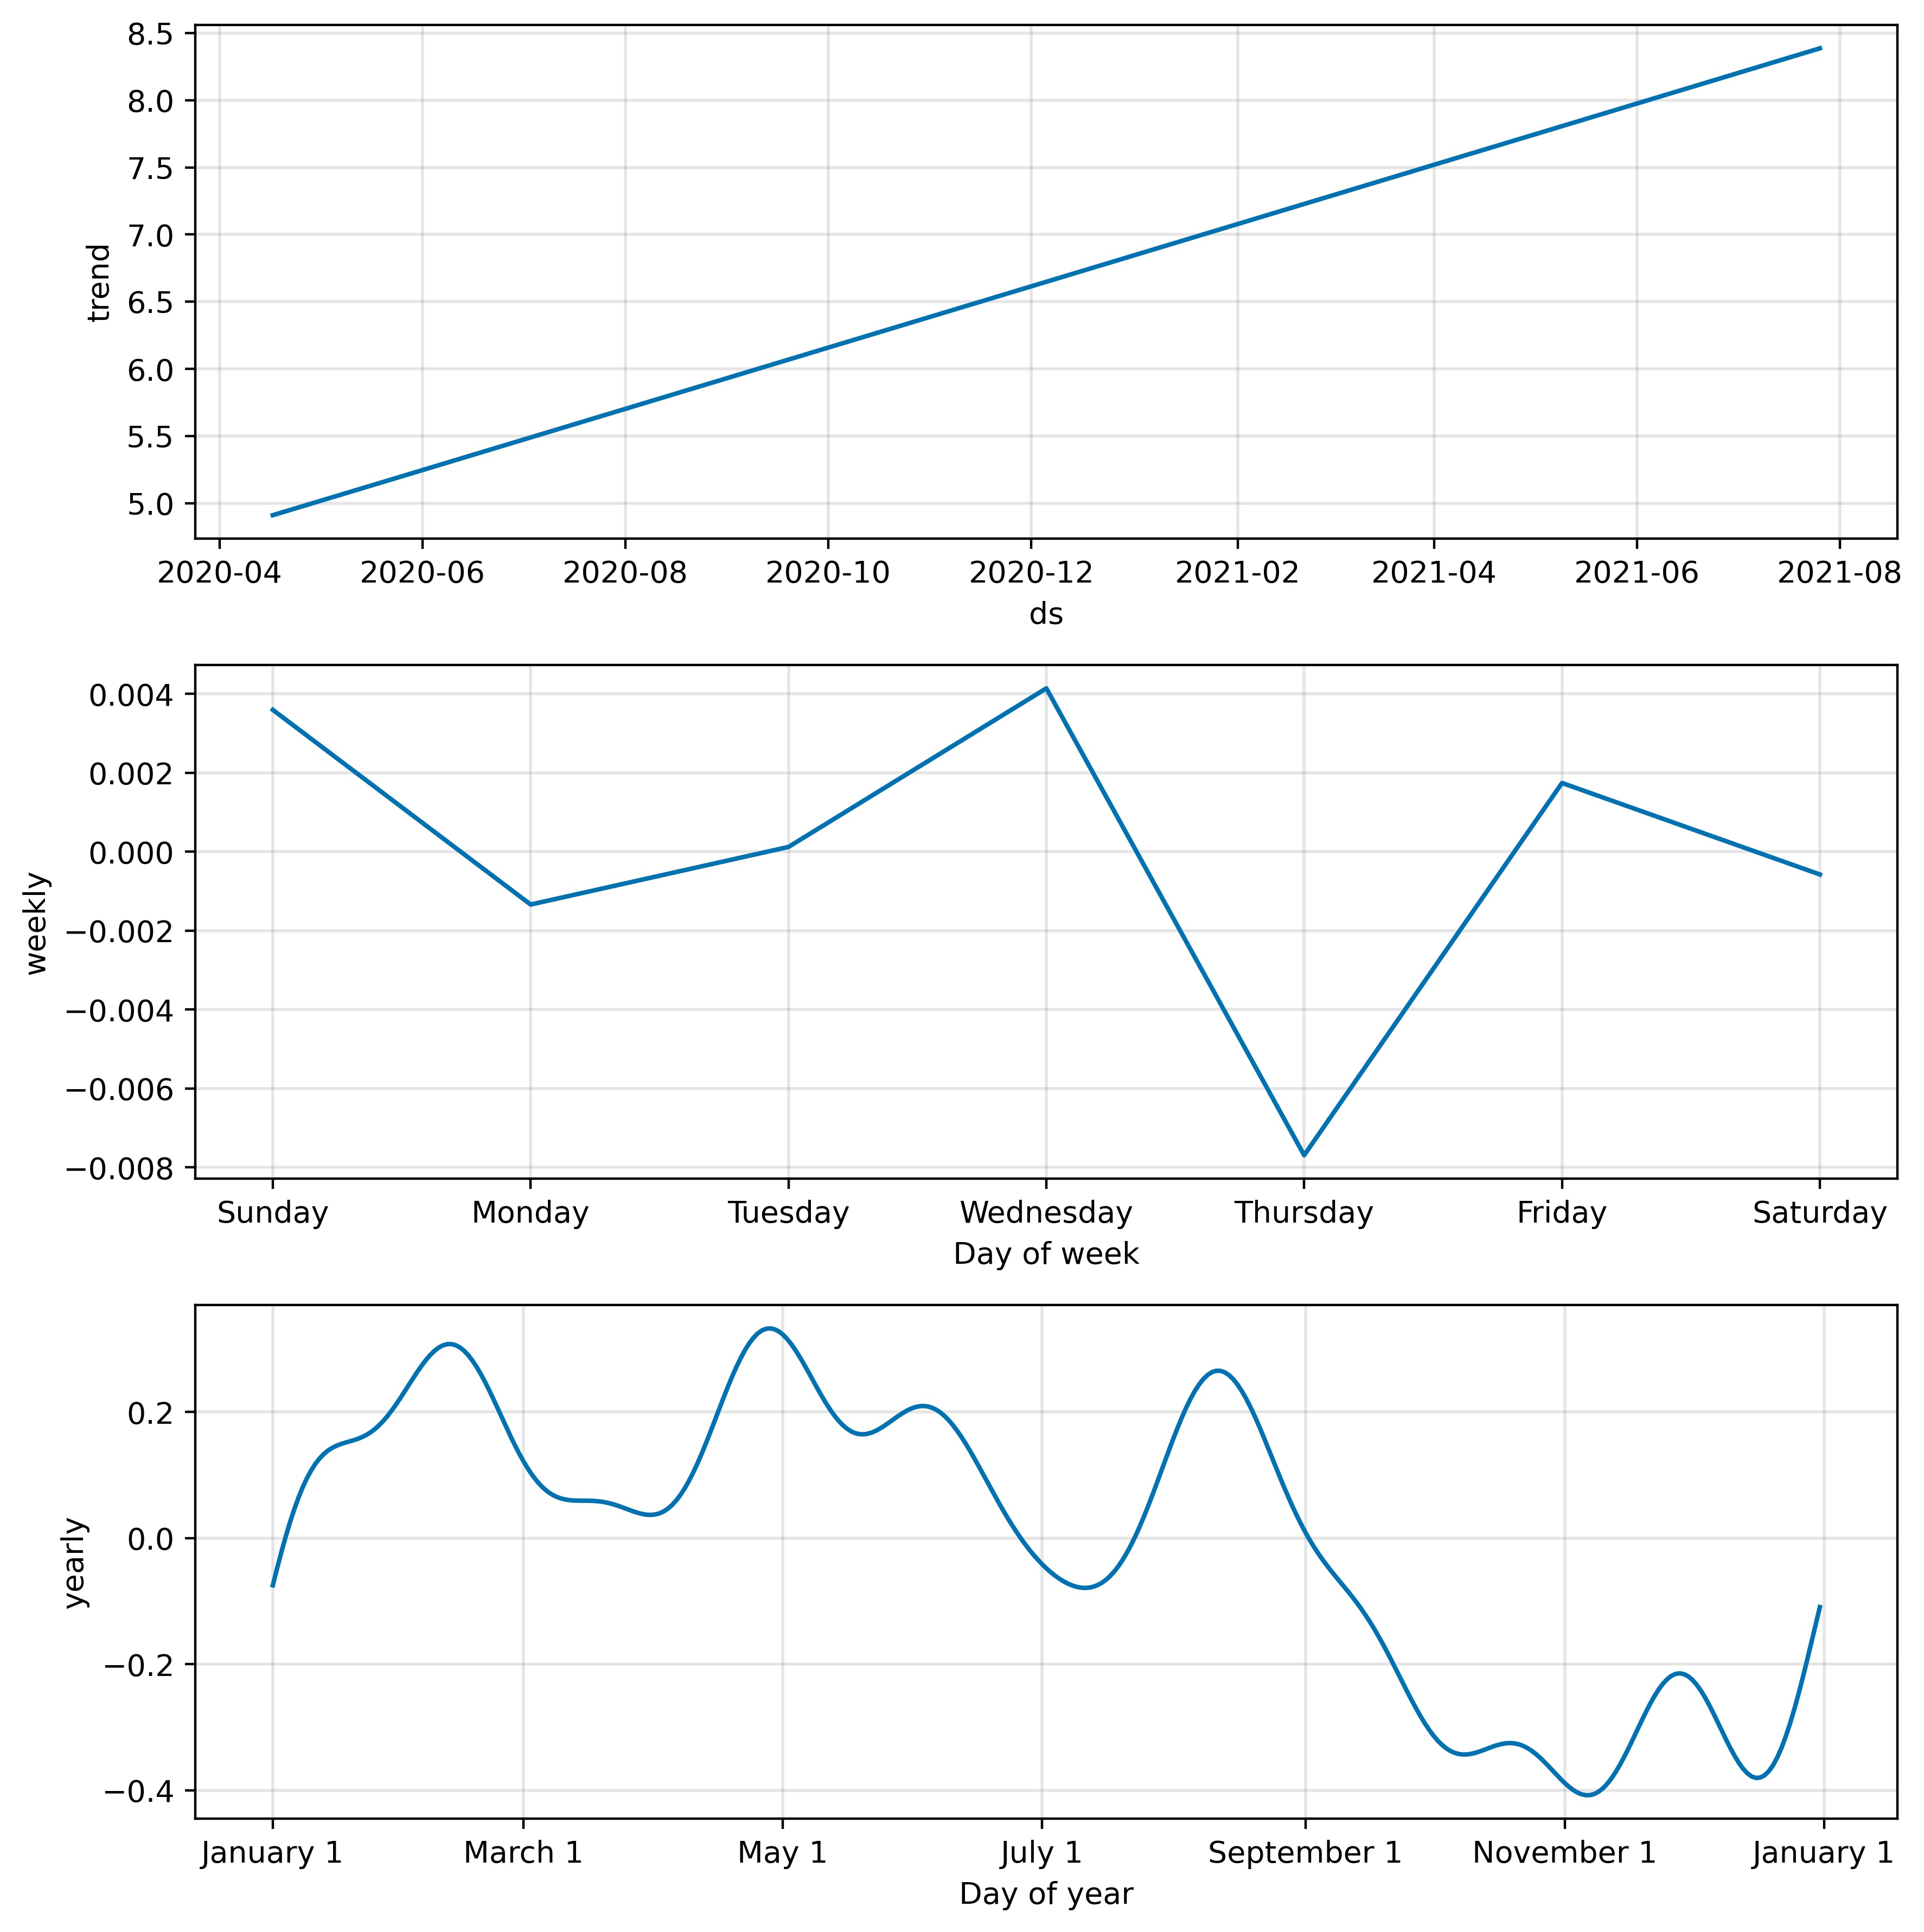 8.5
8.0
7.5
7.0
6.5
6.0
5.5
5.0
trend
2020-04 2020-06 2020-08 2020-10 2020-12 2021-02 2021-04 2021-06 2021-08
ds
0.004
0.002
0.000
−0.002
−0.004
−0.006
−0.008
weekly
Sunday Monday Tuesday Wednesday Thursday Friday Saturday
Day of week
0.2
0.0
−0.2
−0.4
yearly
January 1 March 1 May 1 July 1 September 1 November 1 January 1
Day of year